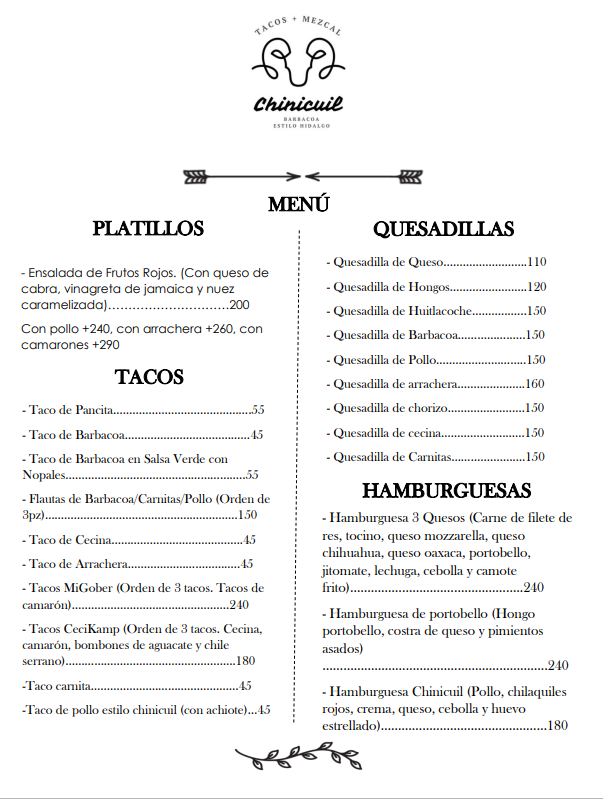 TACOS + MEZCAL
Chinicuil
BARBACOA
ESTILO HIDALGO
MENÚ
PLATILLOS
- Ensalada de Frutos Rojos. (Con queso de
cabra, vinagreta de jamaica y nuez
caramelizada)…………………………200
Con pollo +240, con arrachera +260, con
camarones +290
TACOS
- Taco de Pancita..........................................55
- Taco de Barbacoa......................................45
- Taco de Barbacoa en Salsa Verde con
Nopales.......................................................55
- Flautas de Barbacoa/Carnitas/Pollo (Orden de
3pz)..........................................................150
- Taco de Cecina........................................45
- Taco de Arrachera...................................45
- Tacos MiGober (Orden de 3 tacos. Tacos de
camarón)................................................240
- Tacos CeciKamp (Orden de 3 tacos. Cecina,
camarón, bombones de aguacate y chile
serrano)....................................................180
-Taco carnita.............................................45
-Taco de pollo estilo chinicuil (con achiote)...45
QUESADILLAS
- Quesadilla de Queso.........................110
- Quesadilla de Hongos.......................120
- Quesadilla de Huitlacoche................150
- Quesadilla de Barbacoa....................150
- Quesadilla de Pollo...........................150
- Quesadilla de arrachera....................160
- Quesadilla de chorizo.......................150
- Quesadilla de cecina.........................150
- Quesadilla de Carnitas......................150
HAMBURGUESAS
- Hamburguesa 3 Quesos (Carne de filete de
res, tocino, queso mozzarella, queso
chihuahua, queso oaxaca, portobello,
jitomate, lechuga, cebolla y camote
frito)....................................................240
- Hamburguesa de portobello (Hongo
portobello, costra de queso y pimientos
asados)
....................................................................240
- Hamburguesa Chinicuil (Pollo, chilaquiles
rojos, crema, queso, cebolla y huevo
estrellado)..................................................180